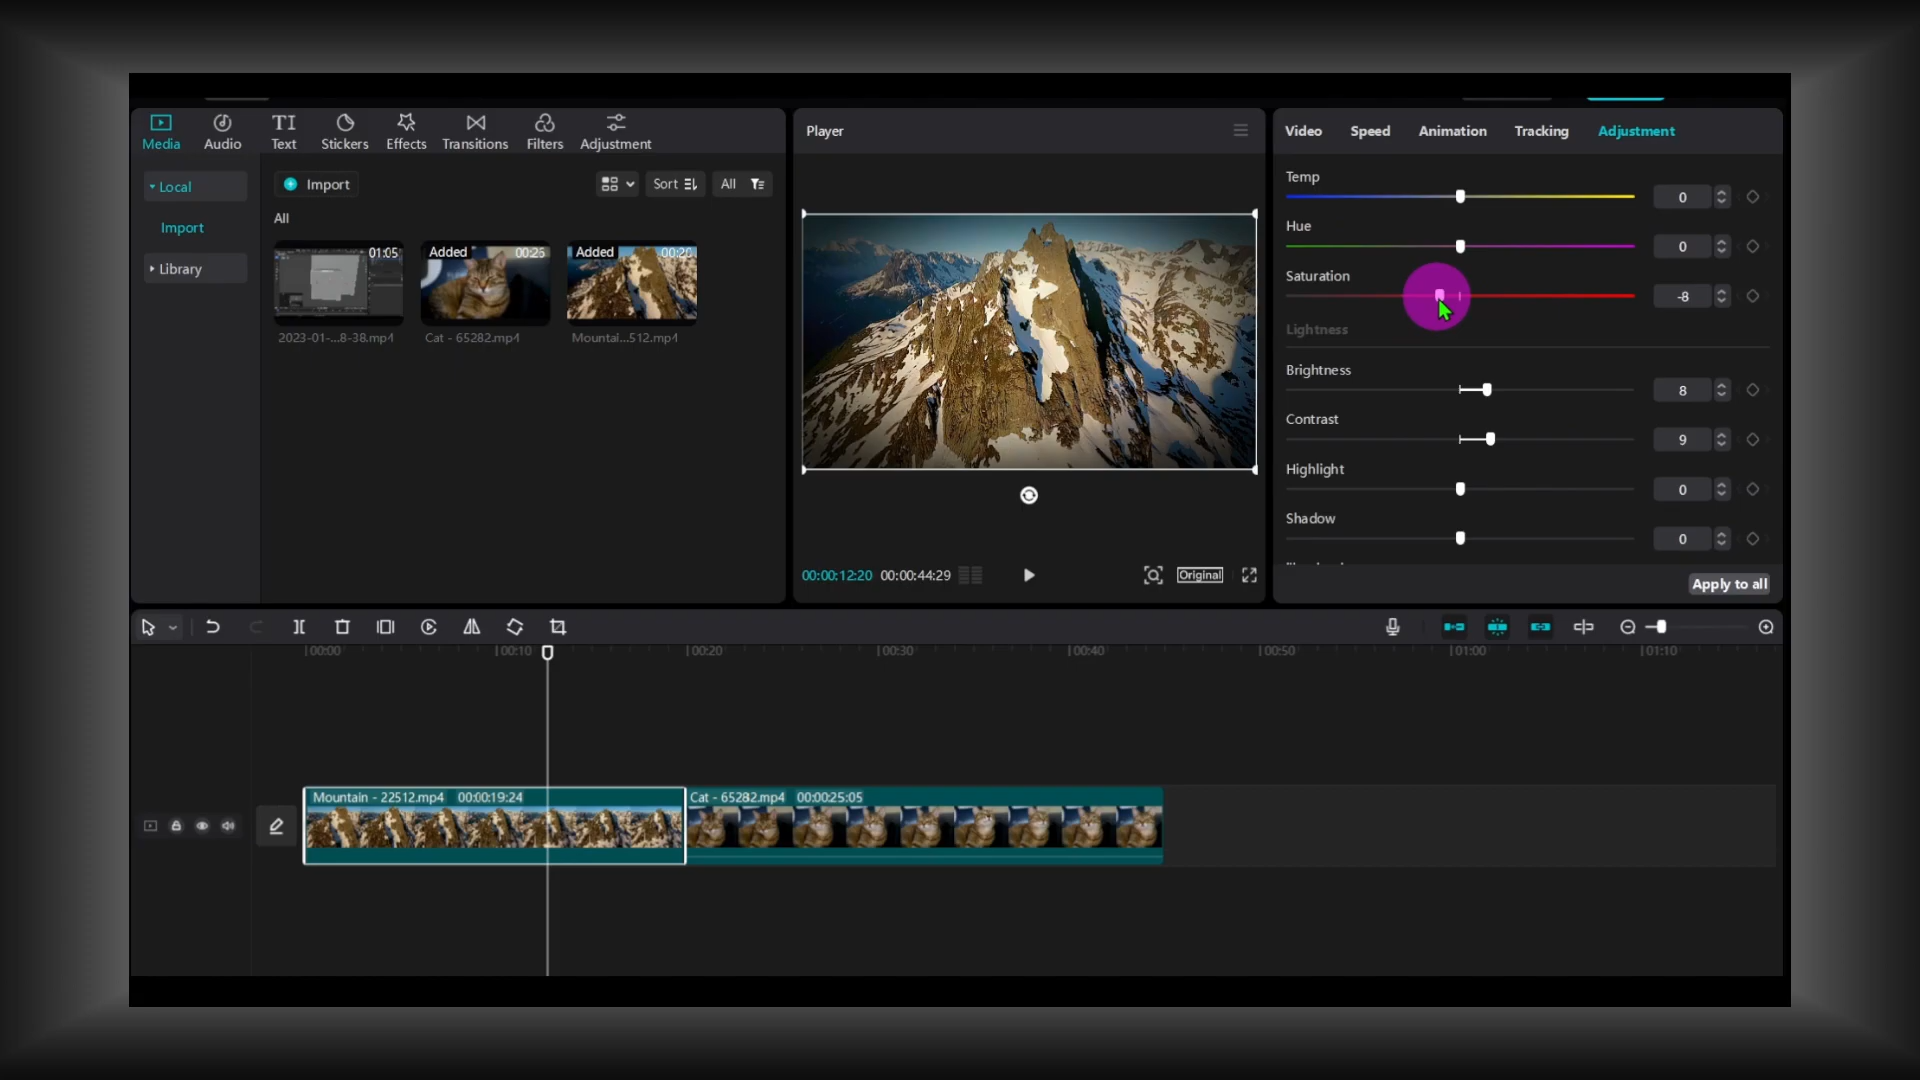 Media
Audio
TI
Text
Stickers
Effects
Transitions
Filters
Adjustment
Local
Import
Library
Import
Sort
All
All
01:05
2023-01-...8-38.mp4
Added
00:26
Cat - 65282.mp4
Added
00:20
Mountai...512.mp4
Player
00:00:12:20
00:00:44:29
Original
Video
Speed
Animation
Tracking
Adjustment
Temp
0
Hue
0
Saturation
-8
Lightness
Brightness
8
Contrast
9
Highlight
0
Shadow
0
Apply to all
00:00
00:10
00:20
00:30
00:40
00:50
01:00
01:10
Mountain - 22512.mp4 00:00:19:24
Cat - 65282.mp4 00:00:25:05